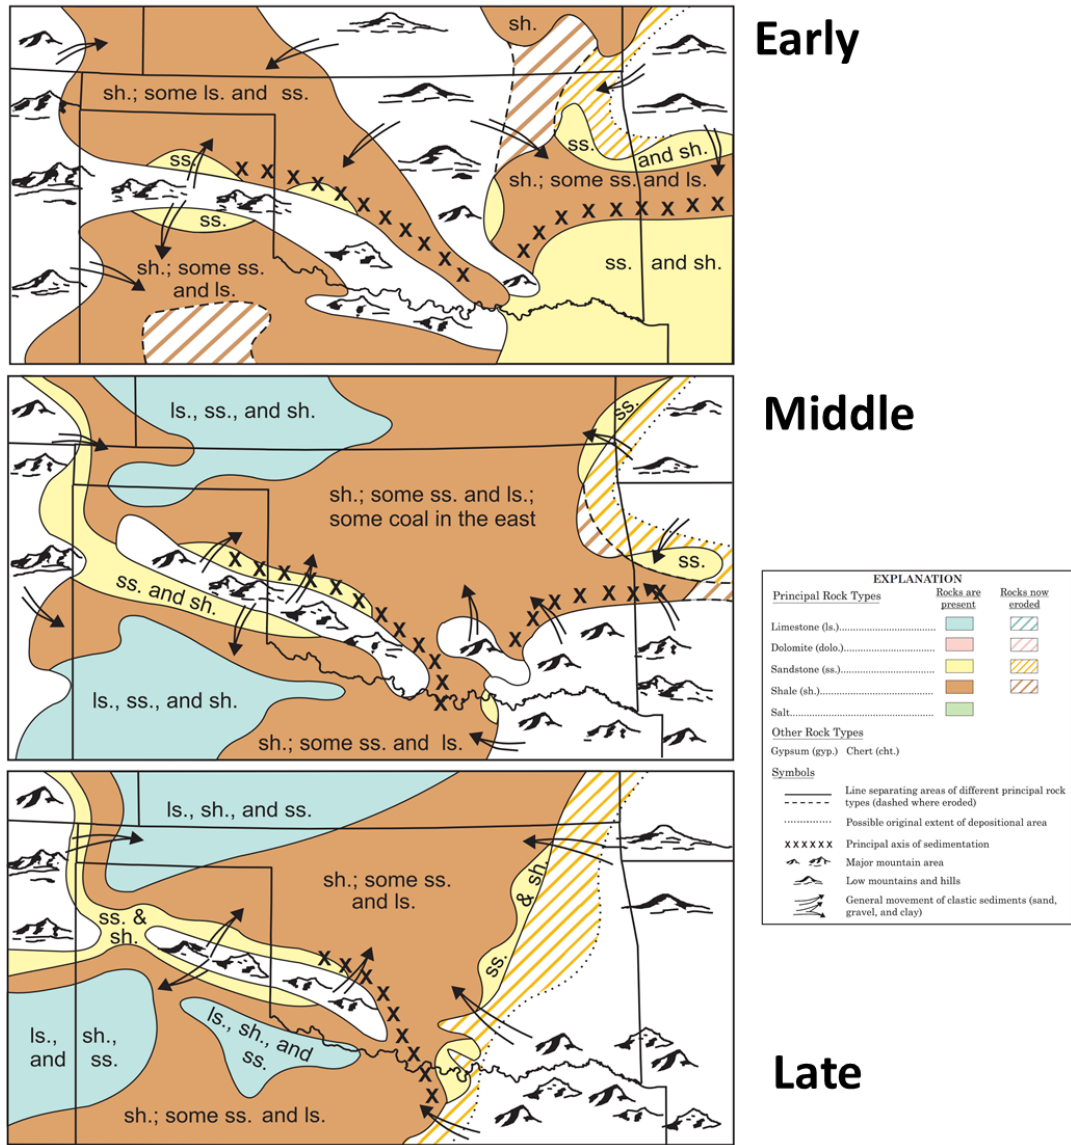 Early
sh.
sh.; some ls. and ss.
ss.
ss.
and sh.
sh.; some ss. and ls.
ss.
ss. and sh.
sh.; some ss.
and ls.
X X X X X X X X X X X
X X X X X X X X X X
Middle
ls., ss., and sh.
ss.
sh.; some ss. and ls.;
some coal in the east
ss.
ss. and sh.
ls., ss., and sh.
sh.; some ss. and ls.
X X X X X X X X X X X X
X X X X X X X
EXPLANATION
Principal Rock Types
Rocks are
present
Rocks now
eroded
Limestone (ls.)
Dolomite (dolo.)
Sandstone (ss.)
Shale (sh.)
Salt
Other Rock Types
Gypsum (gyp.) Chert (cht.)
Symbols
Line separating areas of different principal rock
types (dashed where eroded)
Possible original extent of depositional area
XXXXXX Principal axis of sedimentation
Major mountain area
Low mountains and hills
General movement of clastic sediments (sand,
gravel, and clay)
Late
ls., sh., and ss.
sh.; some ss.
and ls.
ss. & sh.
ss. &
sh.
ls., sh.,
and ss.
ls., sh., and
ss.
sh.; some ss. and ls.
X X X X X X X X X X